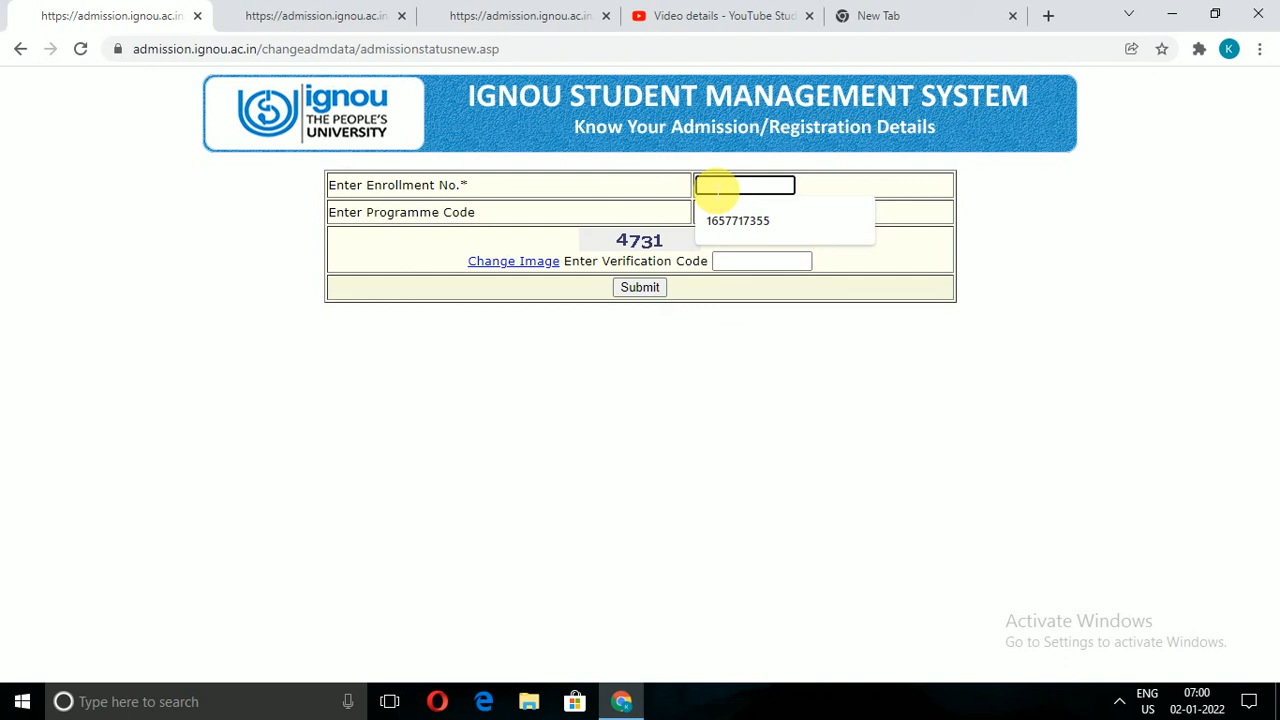 https://admission.ignou.ac.in
https://admission.ignou.ac.in
https://admission.ignou.ac.in
Video details - YouTube Stud
New Tab
admission.ignou.ac.in/changeadmdata/admissionstatusnew.asp
K
ignou
THE PEOPLE'S
UNIVERSITY
IGNOU STUDENT MANAGEMENT SYSTEM
Know Your Admission/Registration Details
Enter Enrollment No.*
Enter Programme Code
1657717355
4731
Change Image Enter Verification Code
Submit
Activate Windows
Go to Settings to activate Windows.
Type here to search
ENG
US
07:00
02-01-2022